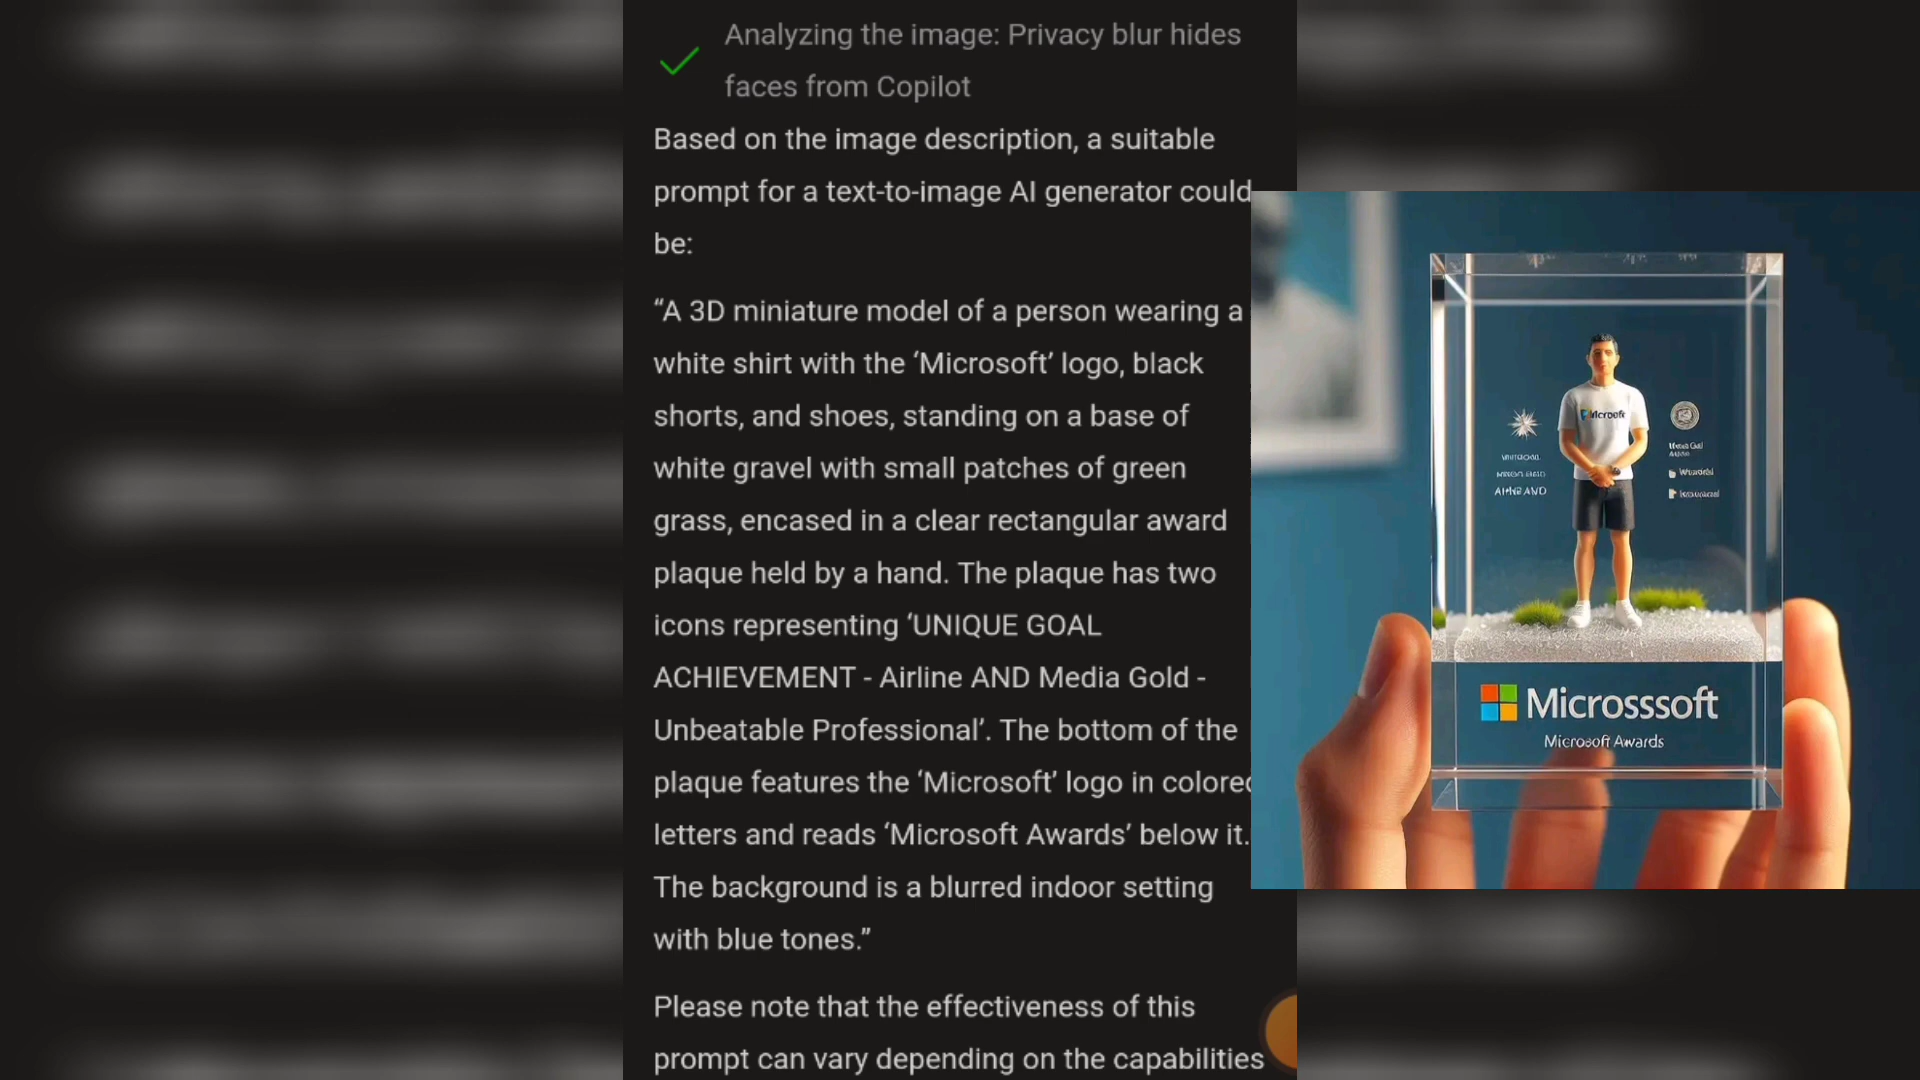 Analyzing the image: Privacy blur hides
faces from Copilot
Based on the image description, a suitable
prompt for a text-to-image AI generator could
be:
“A 3D miniature model of a person wearing a
white shirt with the ‘Microsoft’ logo, black
shorts, and shoes, standing on a base of
white gravel with small patches of green
grass, encased in a clear rectangular award
plaque held by a hand. The plaque has two
icons representing ‘UNIQUE GOAL
ACHIEVEMENT - Airline AND Media Gold -
Unbeatable Professional’. The bottom of the
plaque features the ‘Microsoft’ logo in colored
letters and reads ‘Microsoft Awards’ below it.
The background is a blurred indoor setting
with blue tones.”
Please note that the effectiveness of this
prompt can vary depending on the capabilities
Microsssoft
Microsoft Awards